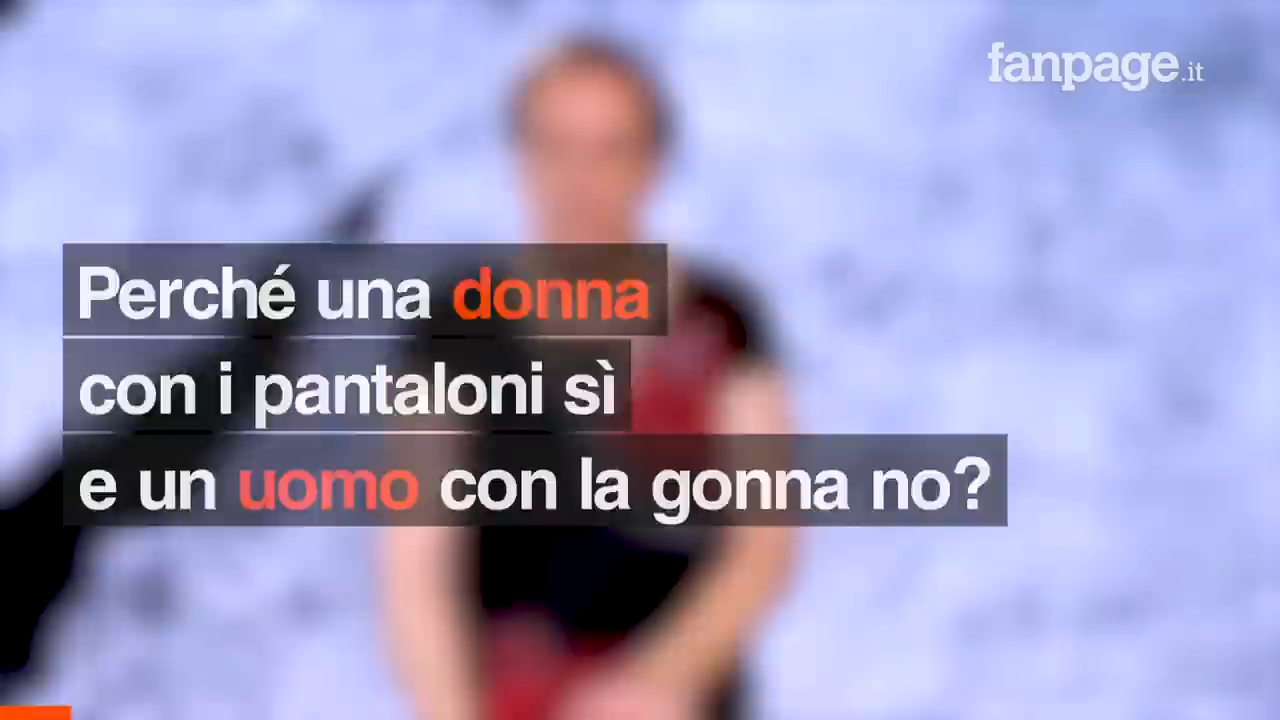 fanpage.it
Perché una donna
con i pantaloni sì
e un uomo con la gonna no?